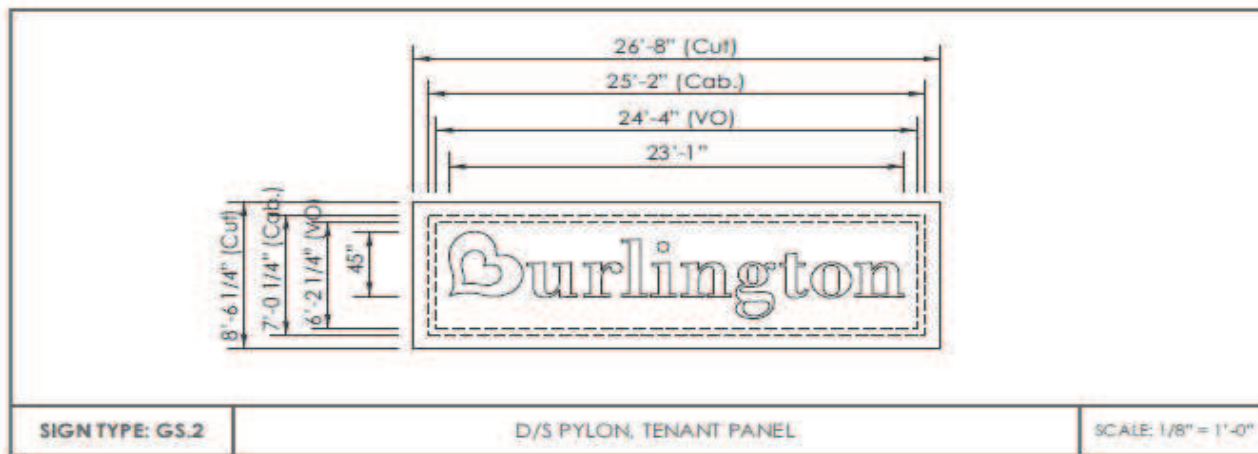 26'-8" (Cut)
25'-2" (Cab.)
24'-4" (VO)
23'-1"
8'-6 1/4" (Cut)
7'-0 1/4" (Cab.)
6'-2 1/4" (VO)
45"
Burlington
SIGN TYPE: GS.2
D/S PYLON, TENANT PANEL
SCALE: 1/8" = 1'-0"